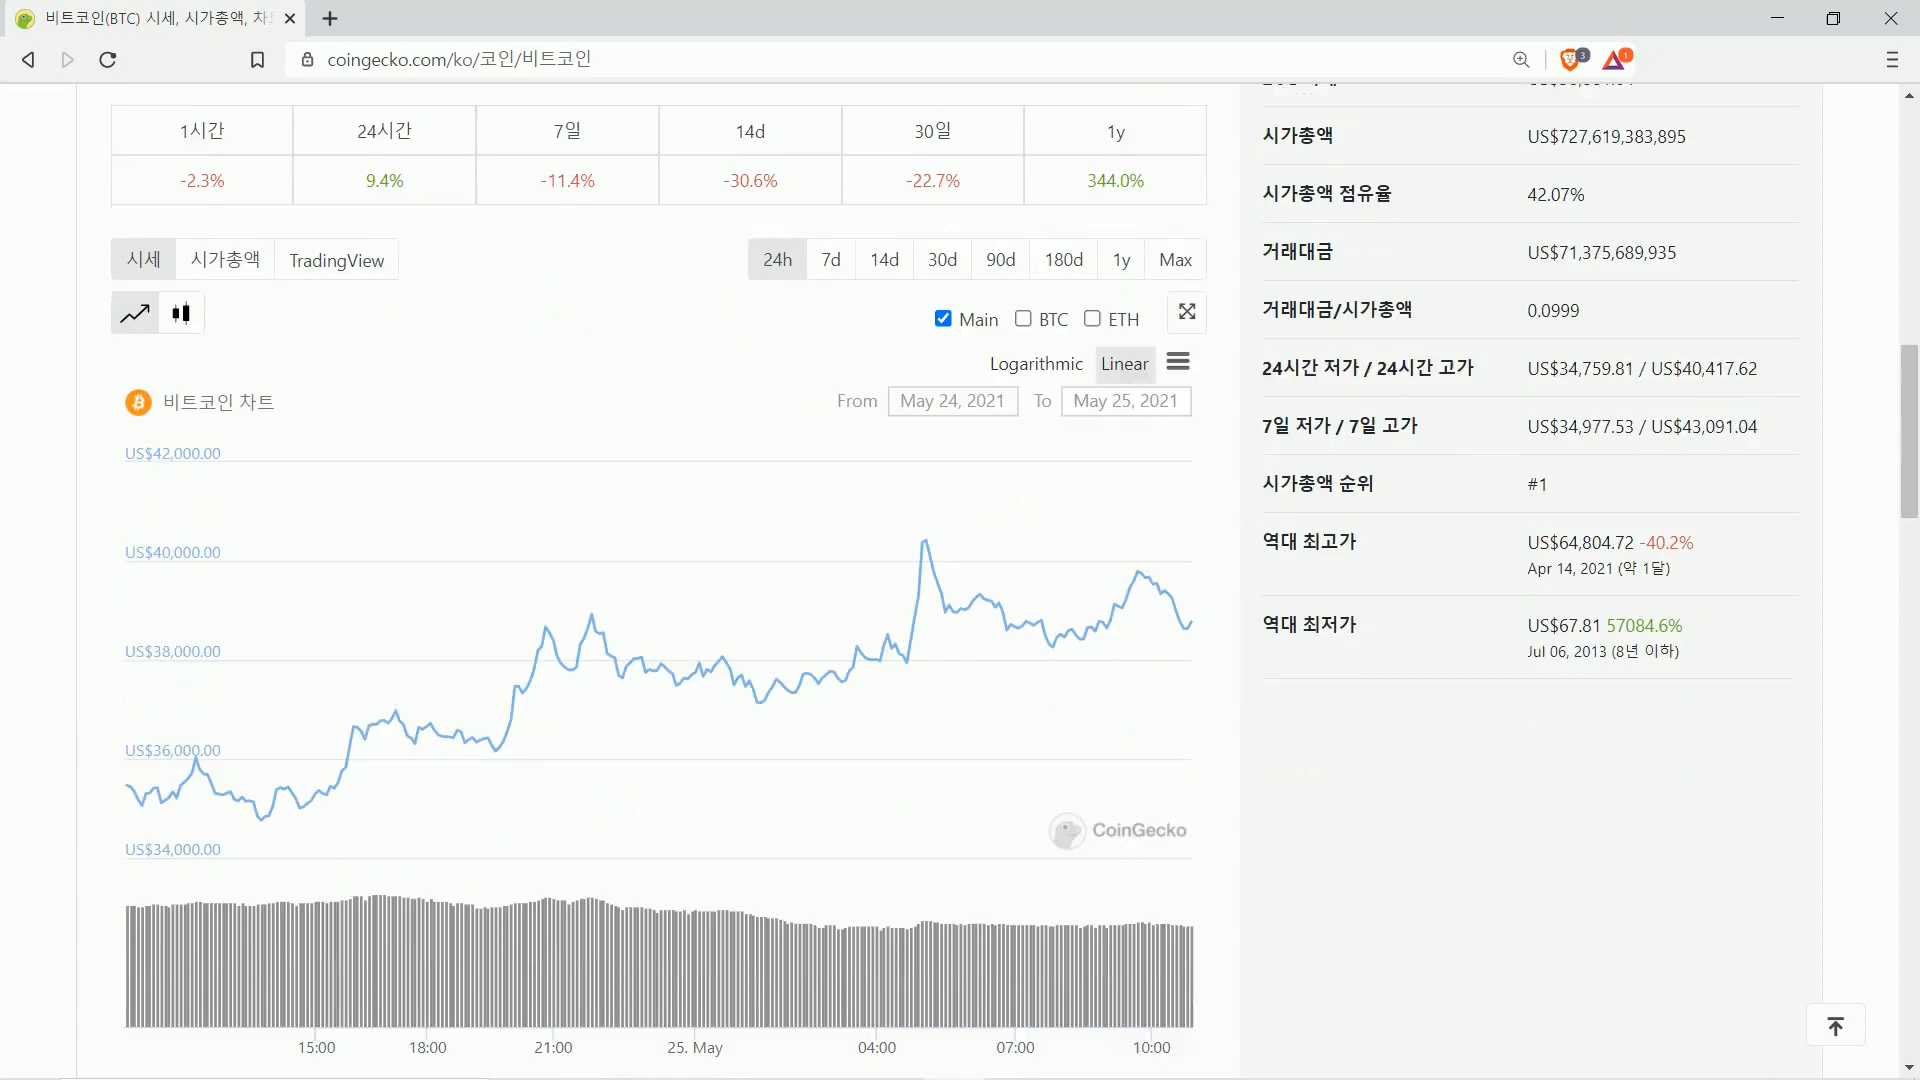 비트코인(BTC) 시세, 시가총액, 차
coingecko.com/ko/코인/비트코인
3
1
1시간 24시간 7일 14d 30일 1y
-2.3% 9.4% -11.4% -30.6% -22.7% 344.0%
시세 시가총액 TradingView
24h 7d 14d 30d 90d 180d 1y Max
Main BTC ETH
Logarithmic Linear
비트코인 차트
From May 24, 2021 To May 25, 2021
US$42,000.00
US$40,000.00
US$38,000.00
US$36,000.00
US$34,000.00
CoinGecko
15:00 18:00 21:00 25. May 04:00 07:00 10:00
시가총액 US$727,619,383,895
시가총액 점유율 42.07%
거래대금 US$71,375,689,935
거래대금/시가총액 0.0999
24시간 저가 / 24시간 고가 US$34,759.81 / US$40,417.62
7일 저가 / 7일 고가 US$34,977.53 / US$43,091.04
시가총액 순위 #1
역대 최고가 US$64,804.72 -40.2%
Apr 14, 2021 (약 1달)
역대 최저가 US$67.81 57084.6%
Jul 06, 2013 (8년 이하)